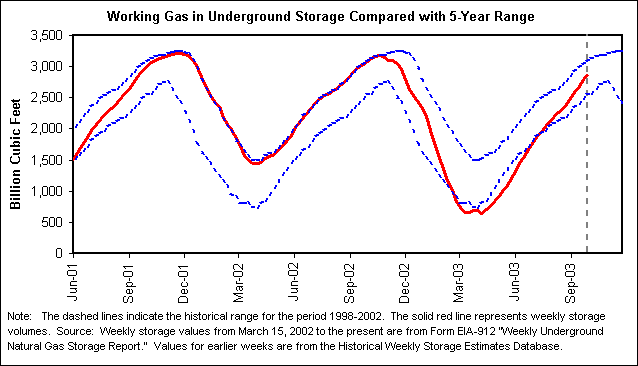 Working Gas in Underground Storage Compared with 5-Year Range
Billion Cubic Feet
3,500
3,000
2,500
2,000
1,500
1,000
500
0
Jun-01
Sep-01
Dec-01
Mar-02
Jun-02
Sep-02
Dec-02
Mar-03
Jun-03
Sep-03
Note: The dashed lines indicate the historical range for the period 1998-2002. The solid red line represents weekly storage
volumes. Source: Weekly storage values from March 15, 2002 to the present are from Form EIA-912 "Weekly Underground
Natural Gas Storage Report." Values for earlier weeks are from the Historical Weekly Storage Estimates Database.